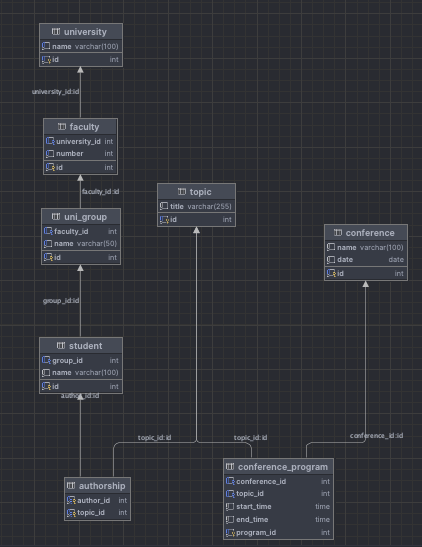 university
name varchar(100)
id int
university_id:id
faculty
university_id int
number int
id int
faculty_id:id
uni_group
faculty_id int
name varchar(50)
id int
topic
title varchar(255)
id int
conference
name varchar(100)
date date
id int
group_id:id
student
group_id int
name varchar(100)
id int
author_id:id
topic_id:id
topic_id:id
conference_id:id
authorship
author_id int
topic_id int
conference_program
conference_id int
topic_id int
start_time time
end_time time
program_id int